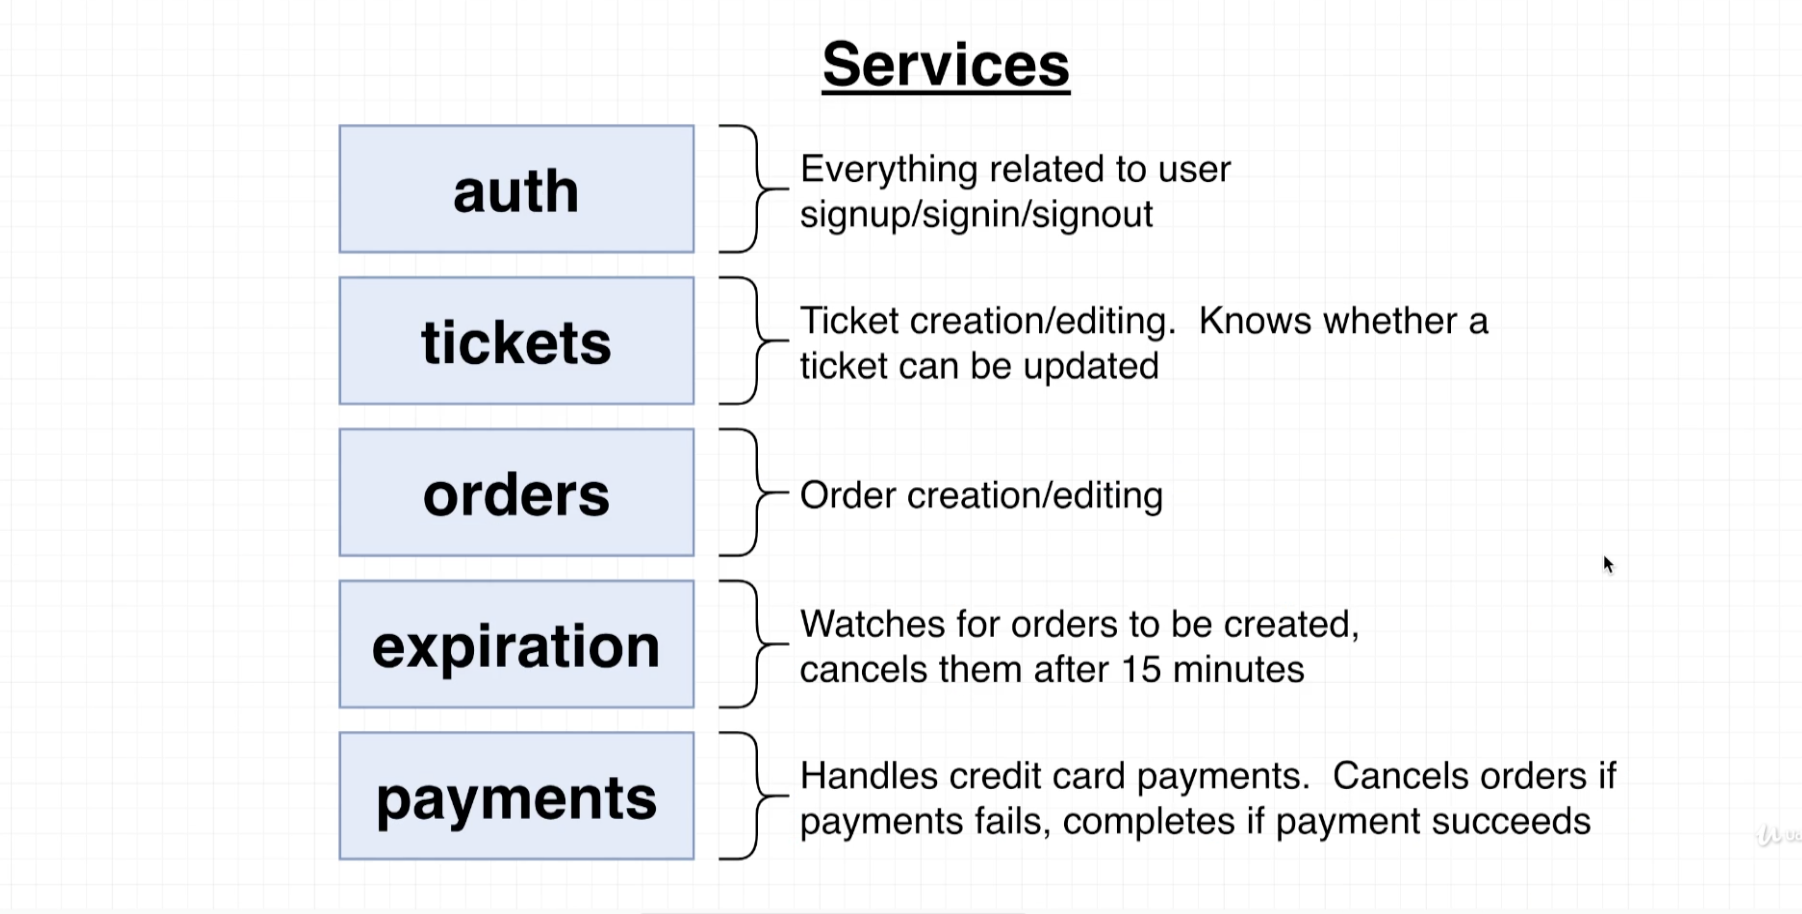 Services
auth
Everything related to user
signup/signin/signout
tickets
Ticket creation/editing.  Knows whether a
ticket can be updated
orders
Order creation/editing
expiration
Watches for orders to be created,
cancels them after 15 minutes
payments
Handles credit card payments.  Cancels orders if
payments fails, completes if payment succeeds